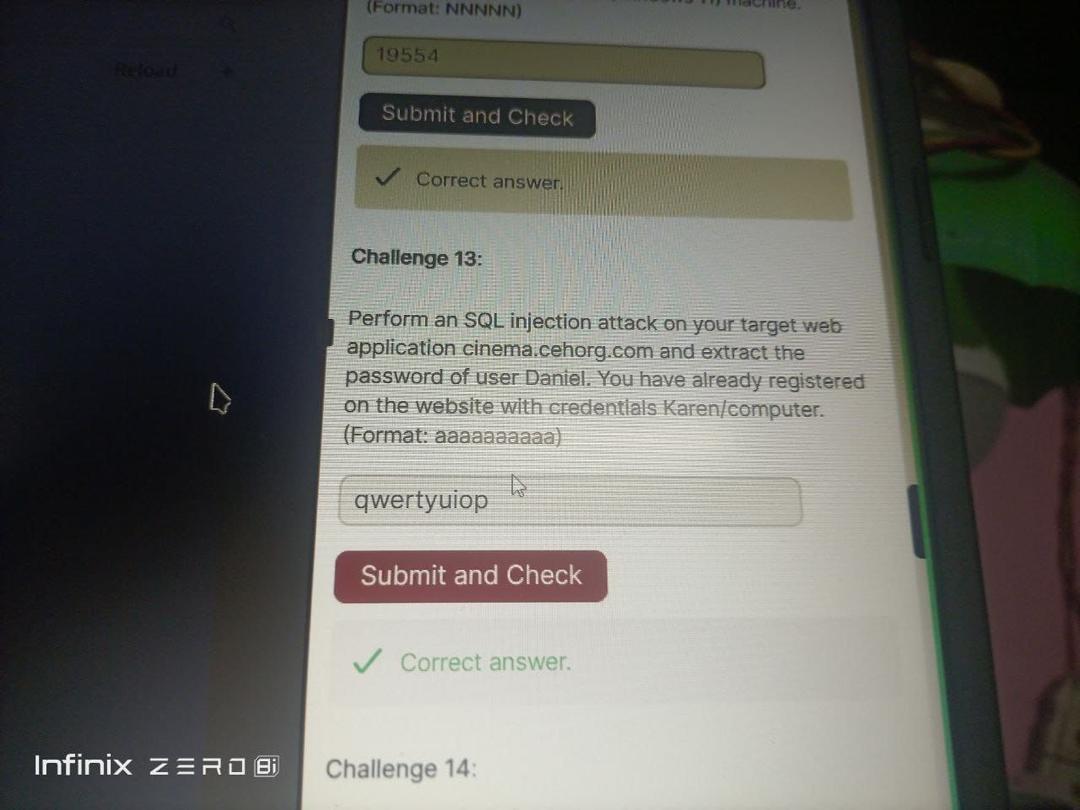 Reload +
machine.
(Format: NNNNN)
19554
Submit and Check
Correct answer.
Challenge 13:
Perform an SQL injection attack on your target web
application cinema.cehorg.com and extract the
password of user Daniel. You have already registered
on the website with credentials Karen/computer.
(Format: aaaaaaaaaa)
qwertyuiop
Submit and Check
Correct answer.
Challenge 14:
Infinix ZERO 8i